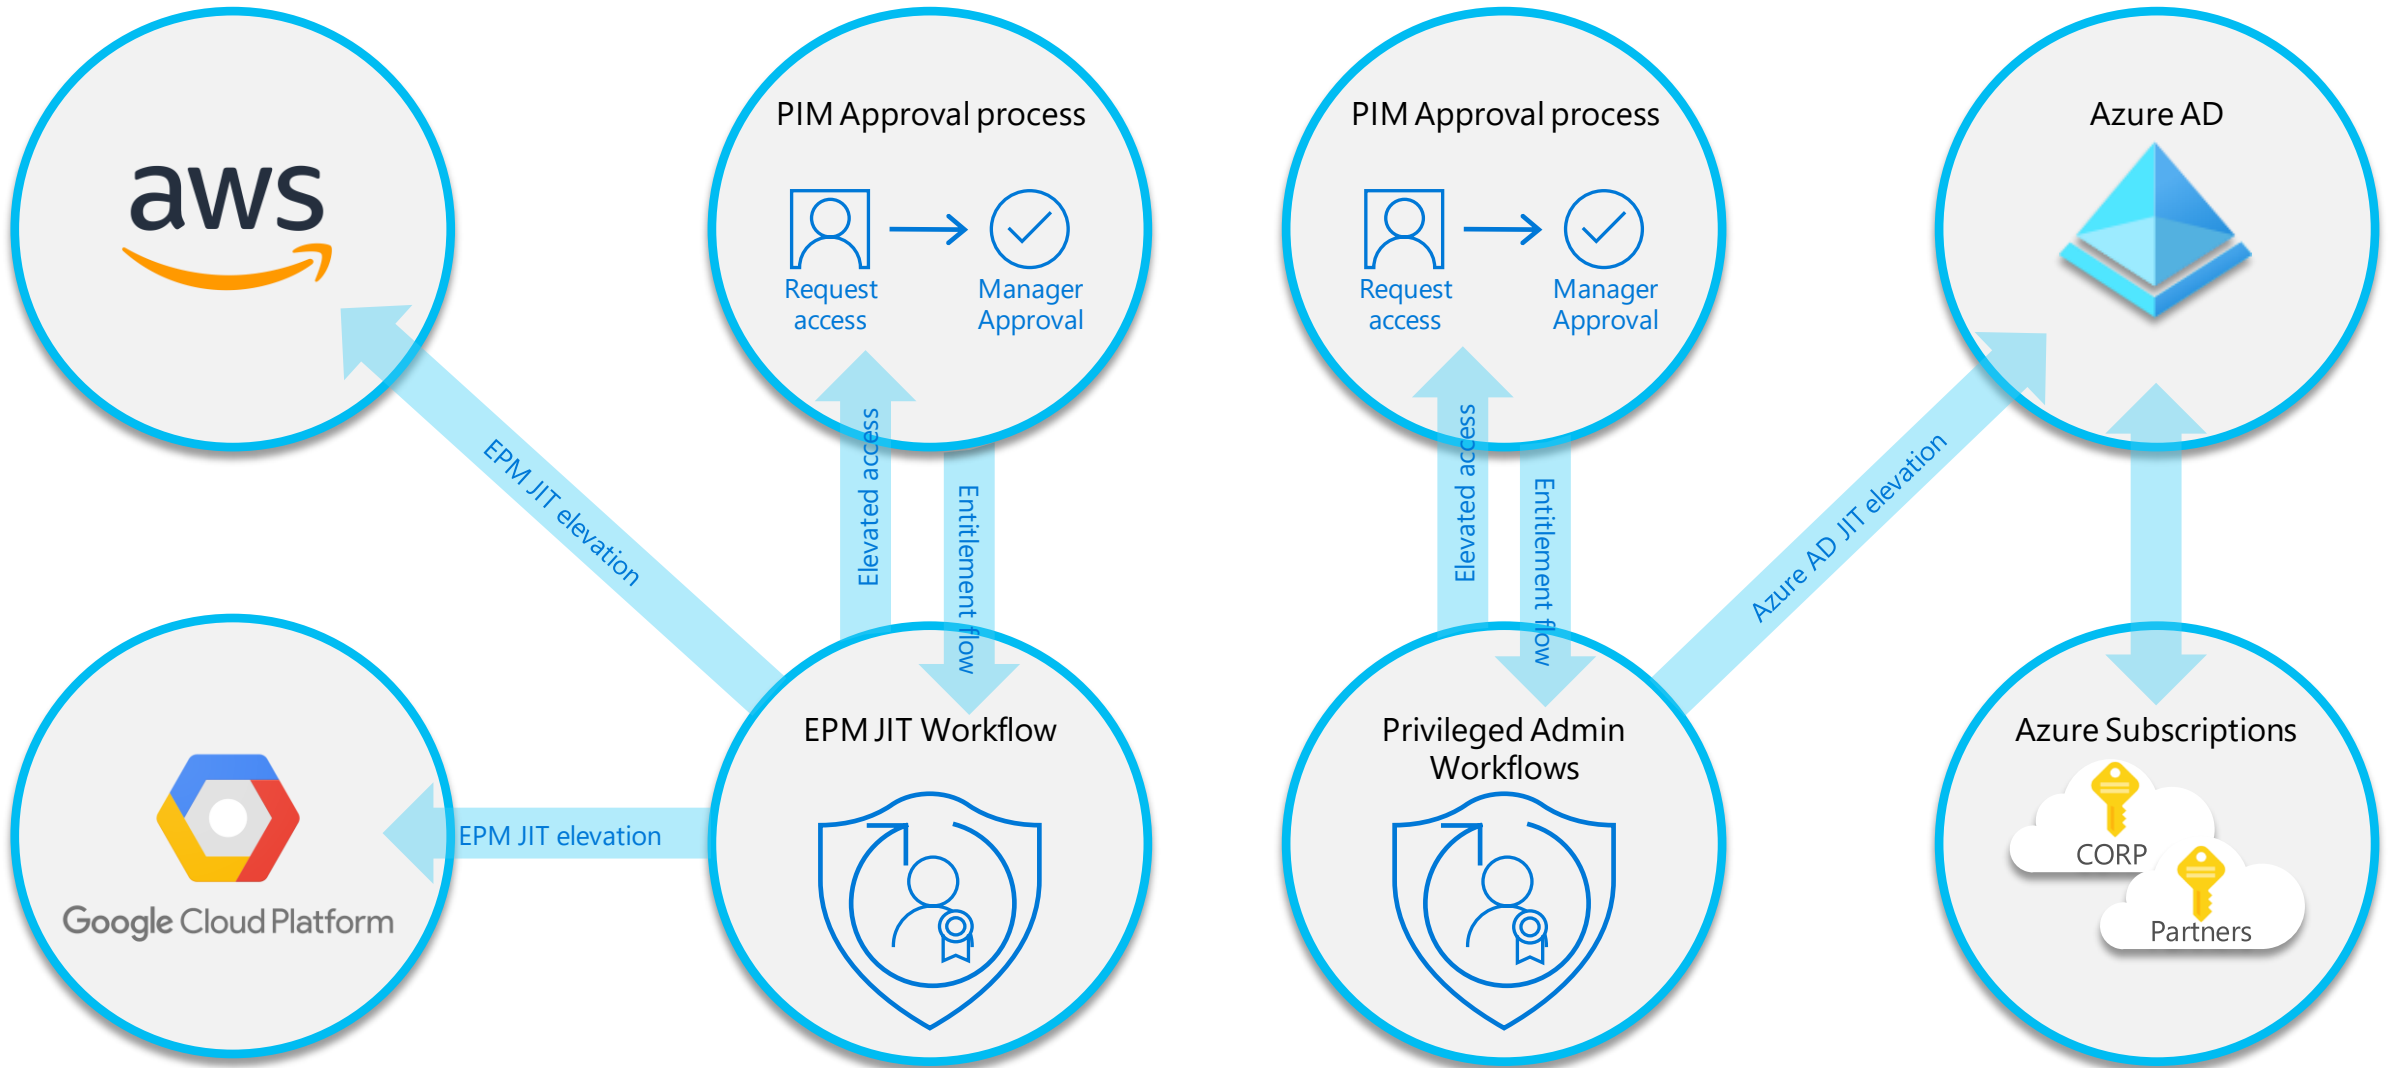 aws
PIM Approval process
Request
access
Manager
Approval
PIM Approval process
Request
access
Manager
Approval
Azure AD
EPM JIT elevation
Elevated access
Entitlement flow
Elevated access
Entitlement flow
Azure AD JIT elevation
Google Cloud Platform
EPM JIT elevation
EPM JIT Workflow
Privileged Admin
Workflows
Azure Subscriptions
CORP
Partners